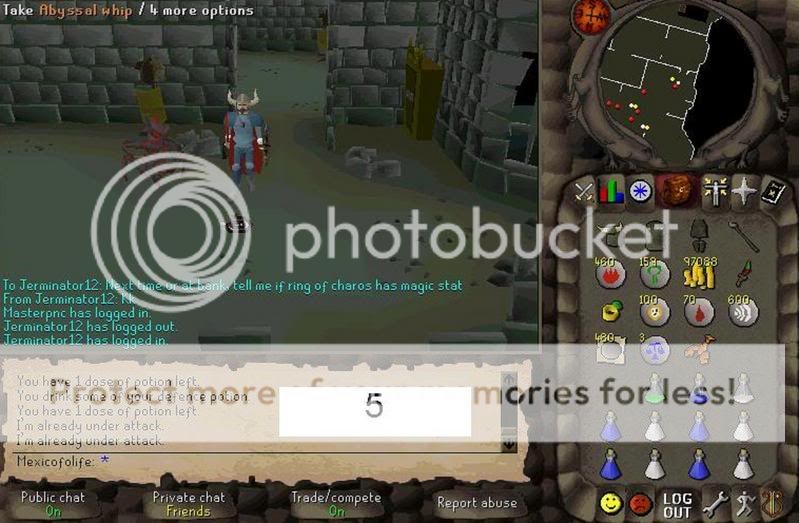 Take Abyssal whip / 4 more options
photobucket
To Jerminator12: Next time or at bank, tell me if ring of charos has magic stat
From Jerminator12: Kk
Masterpnc has logged in.
Jerminator12 has logged out.
Jerminator12 has logged in.
You have 1 dose of potion left.
You drink some of your defence potion
You have 1 dose of potion left
I'm already under attack.
I'm already under attack.
Mexicofolife: *
Protect more of your memories for less!
5
460
159
97088
100
70
600
480
3
Public chat
On
Private chat
Friends
Trade/compete
On
Report abuse
LOG
OUT